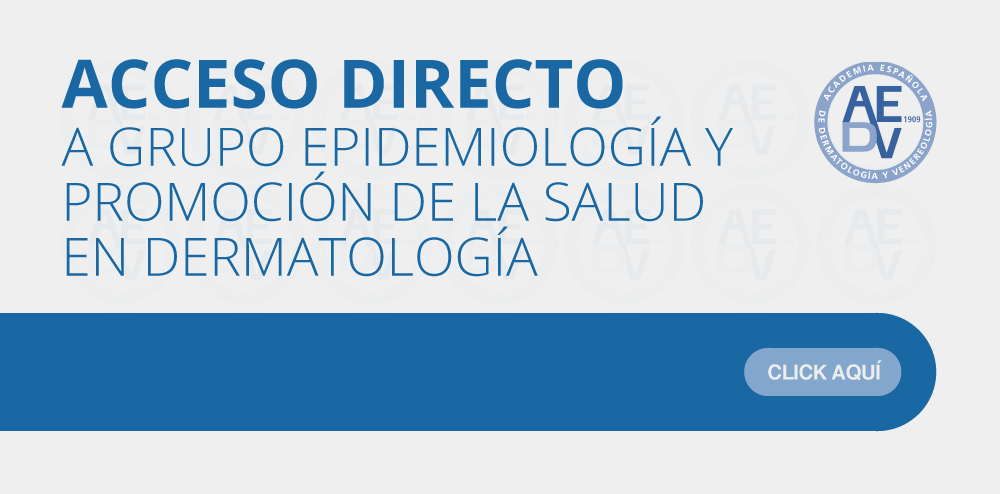 ACCESO DIRECTO
A GRUPO EPIDEMIOLOGÍA Y
PROMOCIÓN DE LA SALUD
EN DERMATOLOGÍA
ACADEMIA ESPAÑOLA
DE DERMATOLOGÍA Y VENEREOLOGÍA
AE
DV
1909
CLICK AQUÍ